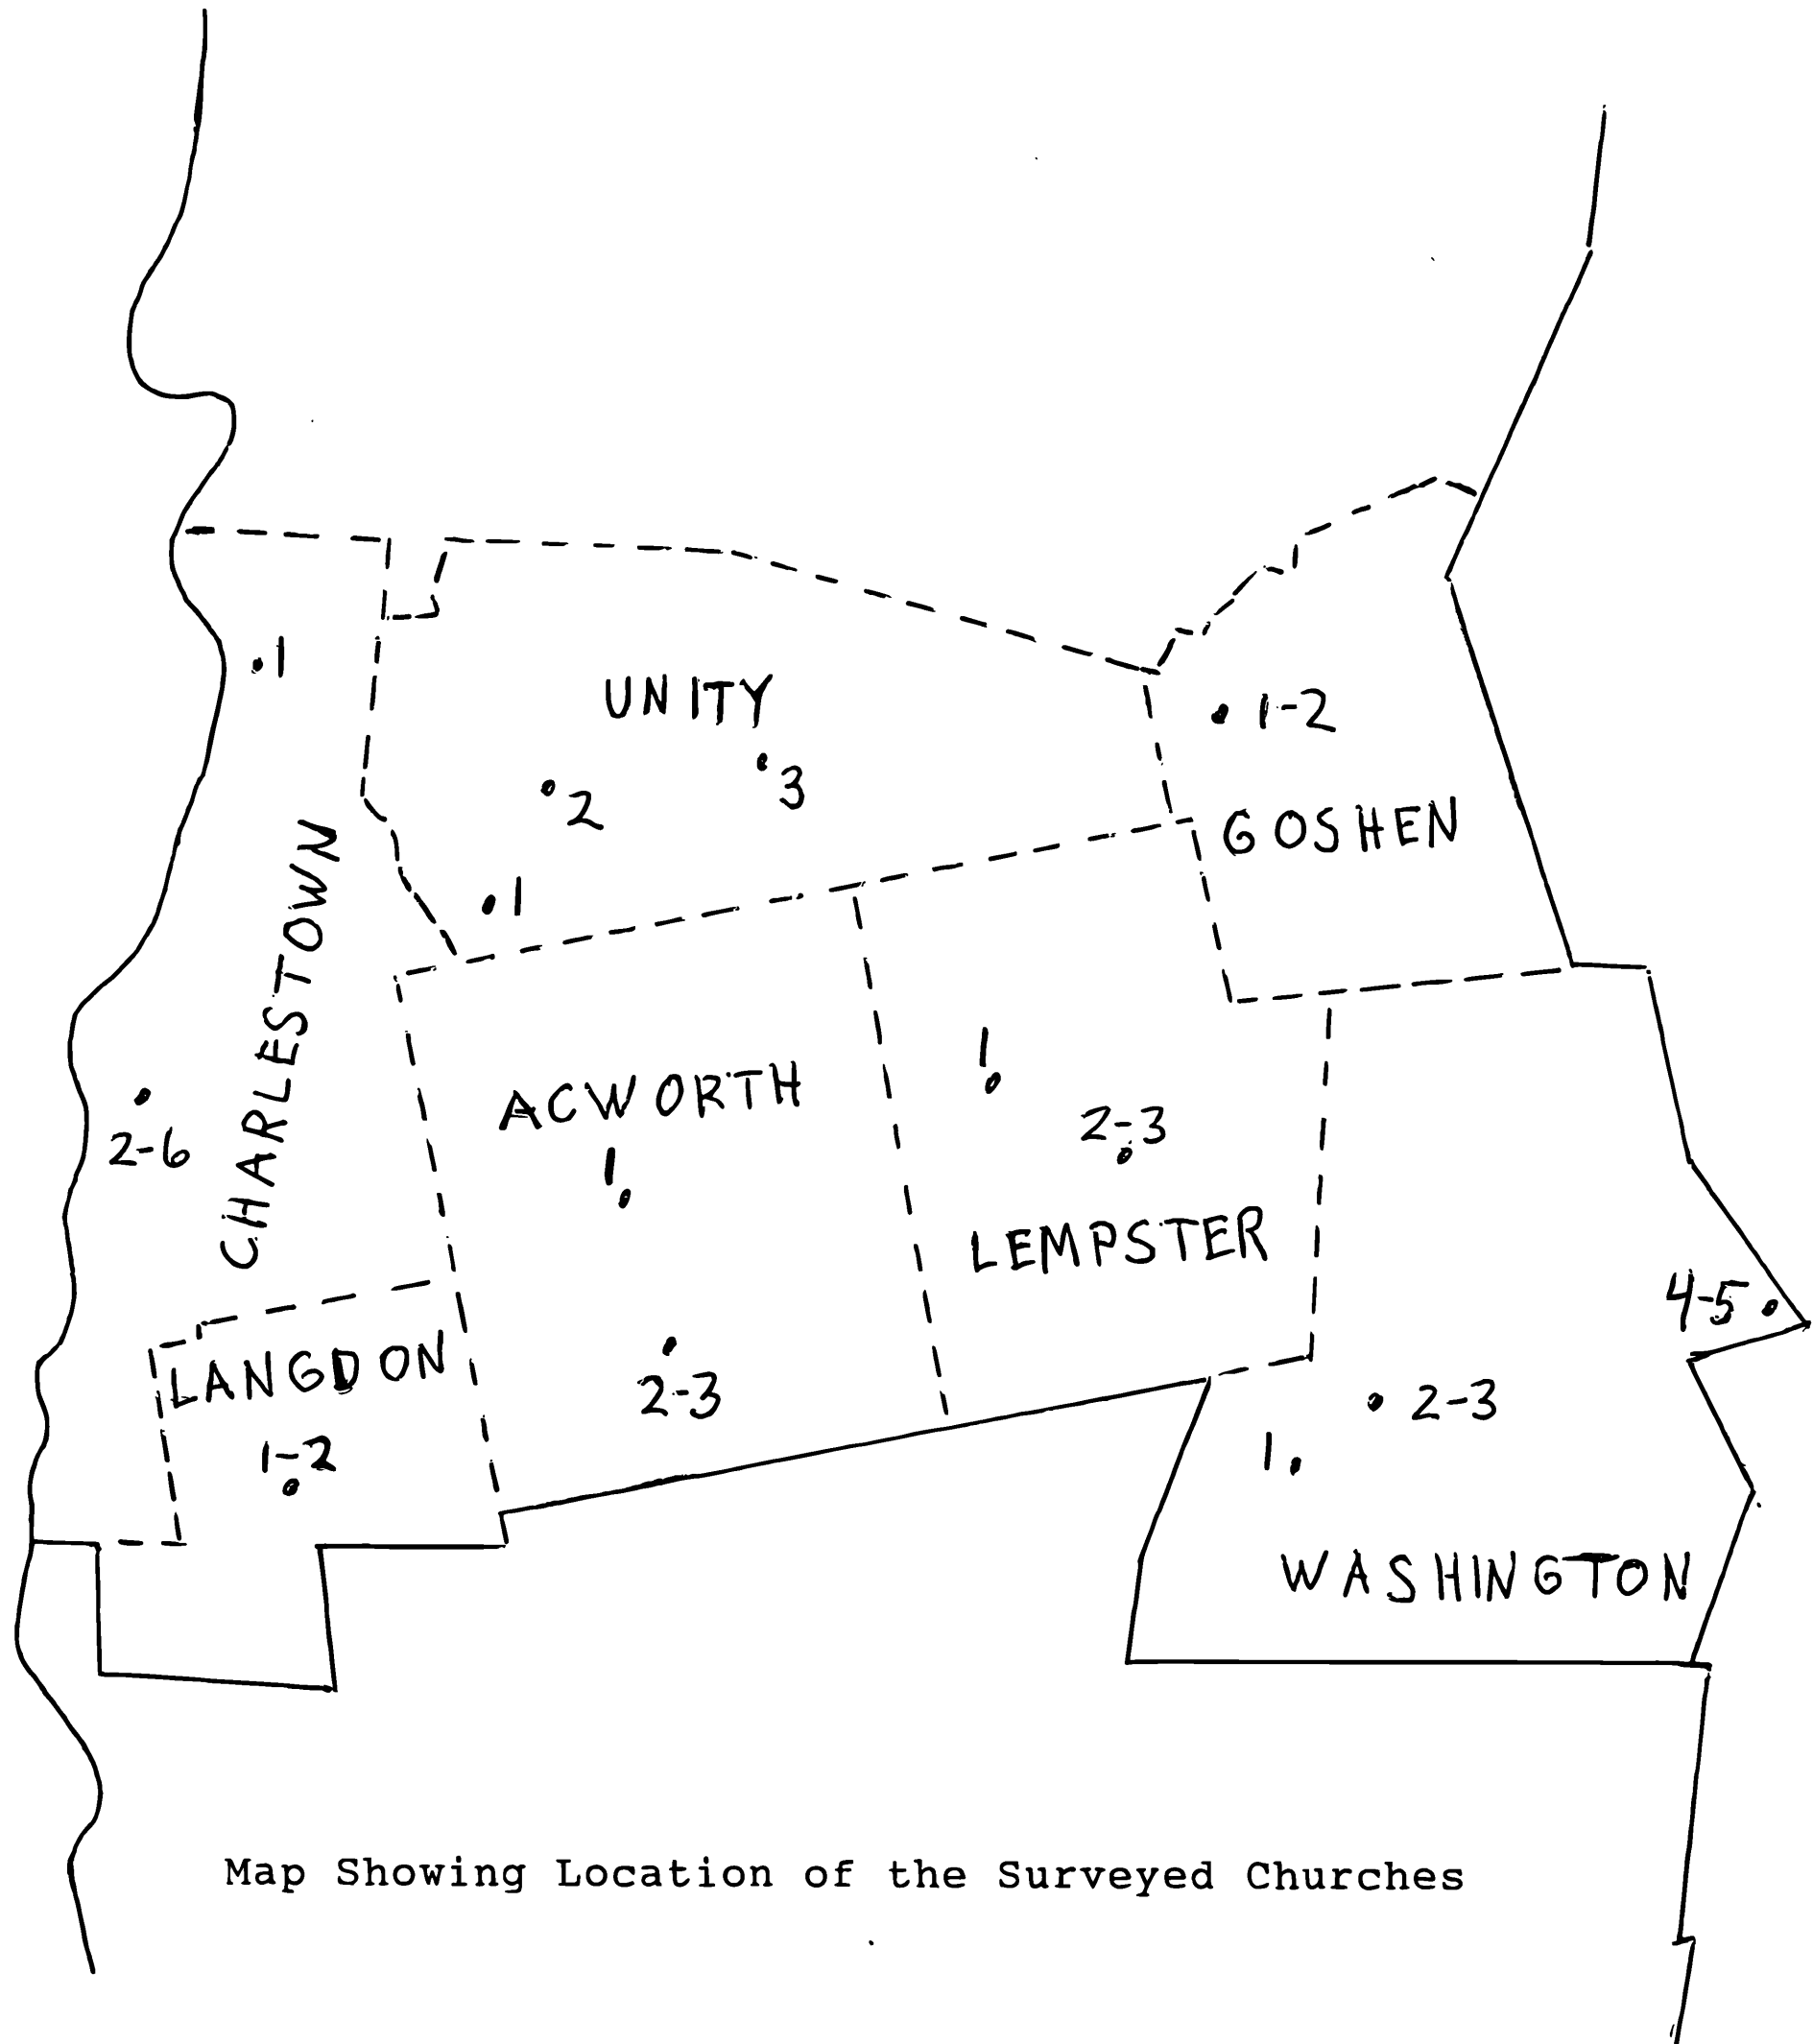 .1
UNITY
. 1-2
. 3
. 2
GOSHEN
CHARLESTOWN
. 1
1.
ACWORTH
2-3
.
.
2-6
1.
LEMPSTER
4-5 .
LANGDON
.
2-3
. 2-3
1-2
.
1.
WASHINGTON
Map Showing Location of the Surveyed Churches